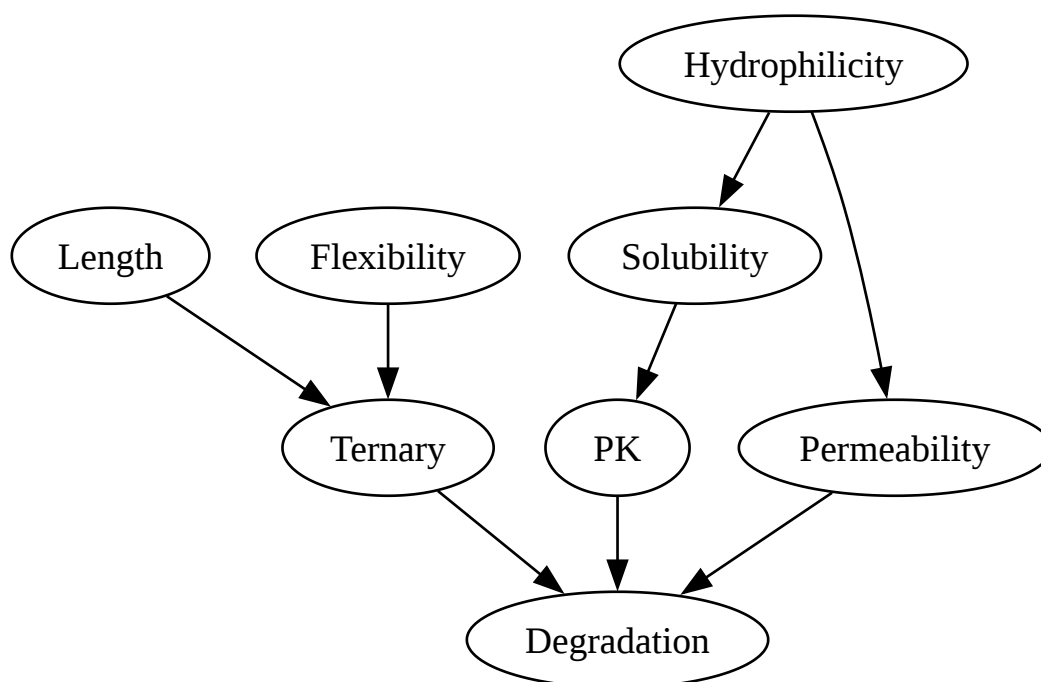 Hydrophilicity
Length
Flexibility
Solubility
Ternary
PK
Permeability
Degradation